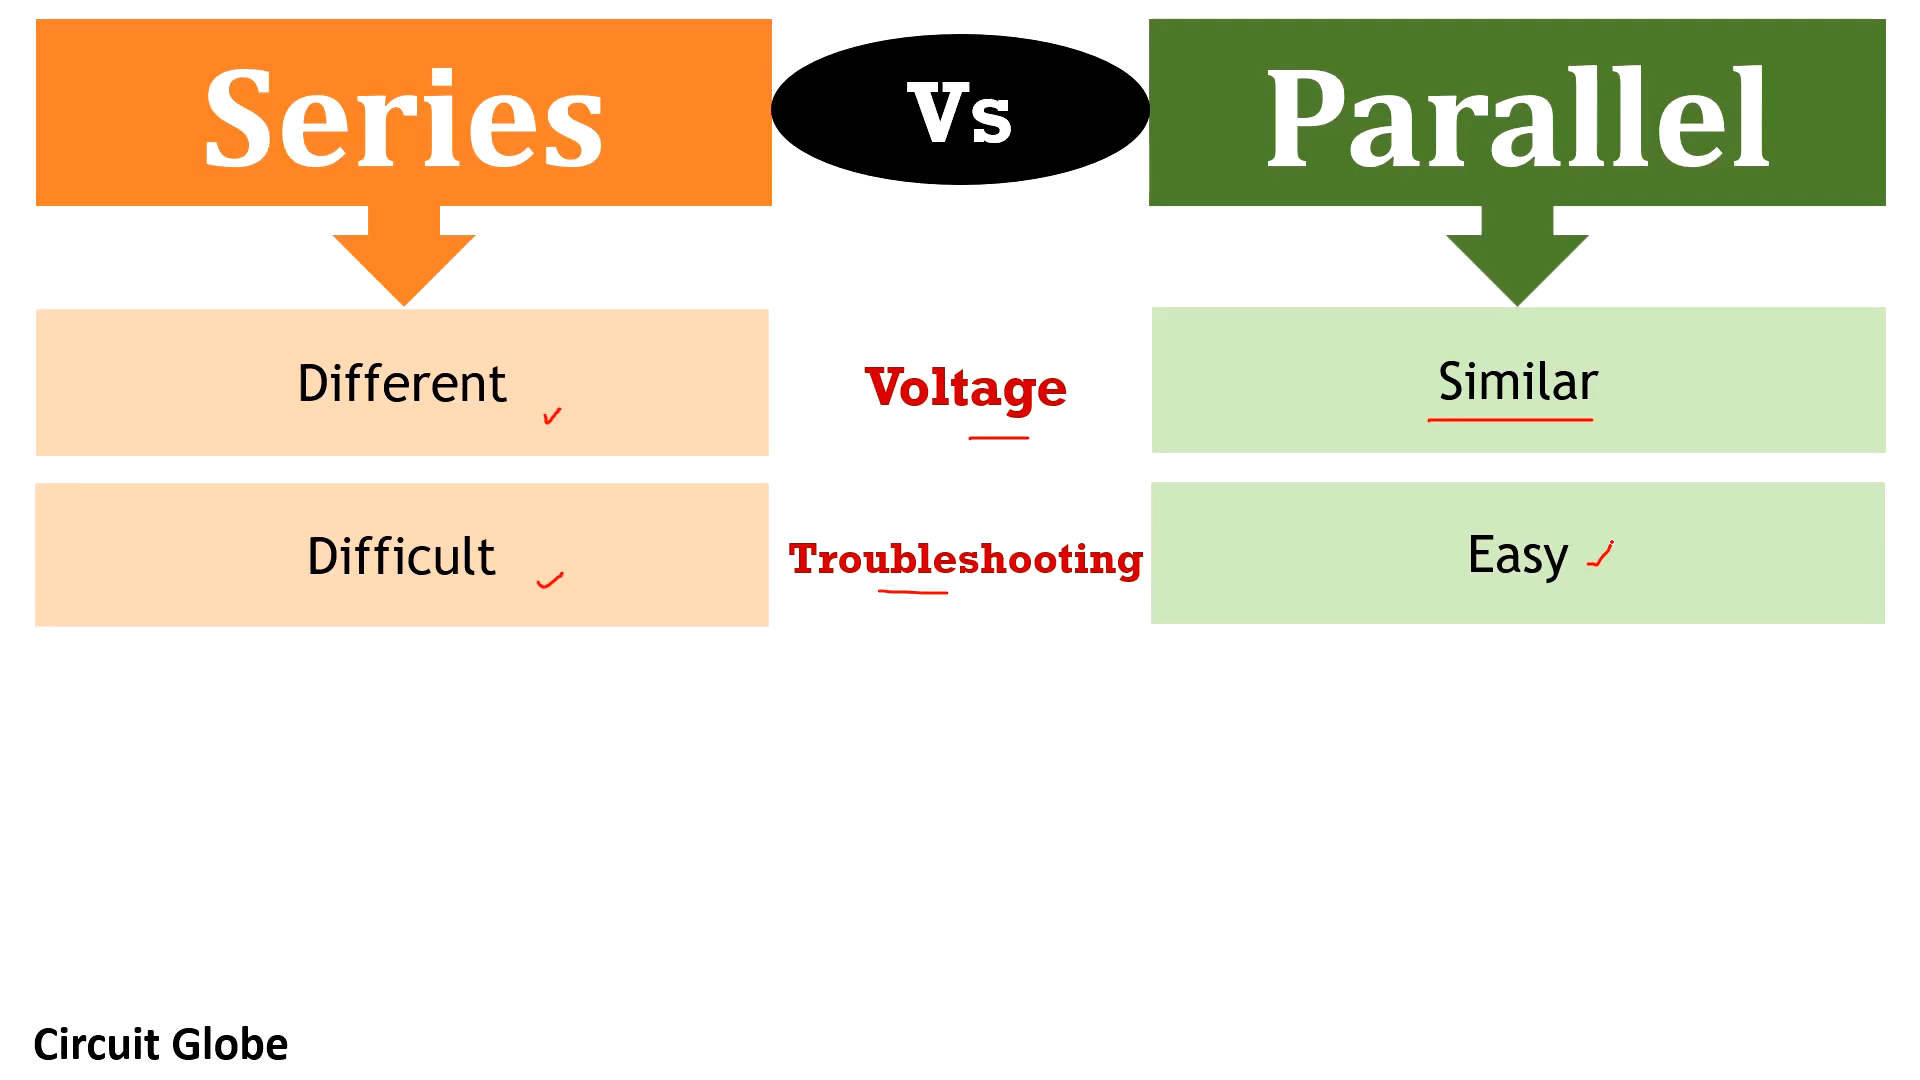 Series Vs Parallel
Different Voltage Similar
Difficult Troubleshooting Easy
Circuit Globe